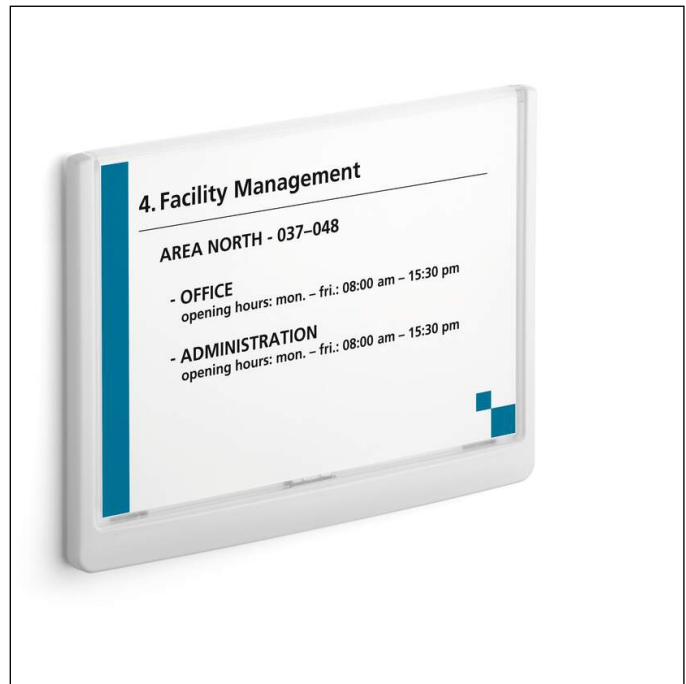 4. Facility Management
AREA NORTH - 037–048
- OFFICE
opening hours: mon. – fri.: 08:00 am – 15:30 pm
- ADMINISTRATION
opening hours: mon. – fri.: 08:00 am – 15:30 pm